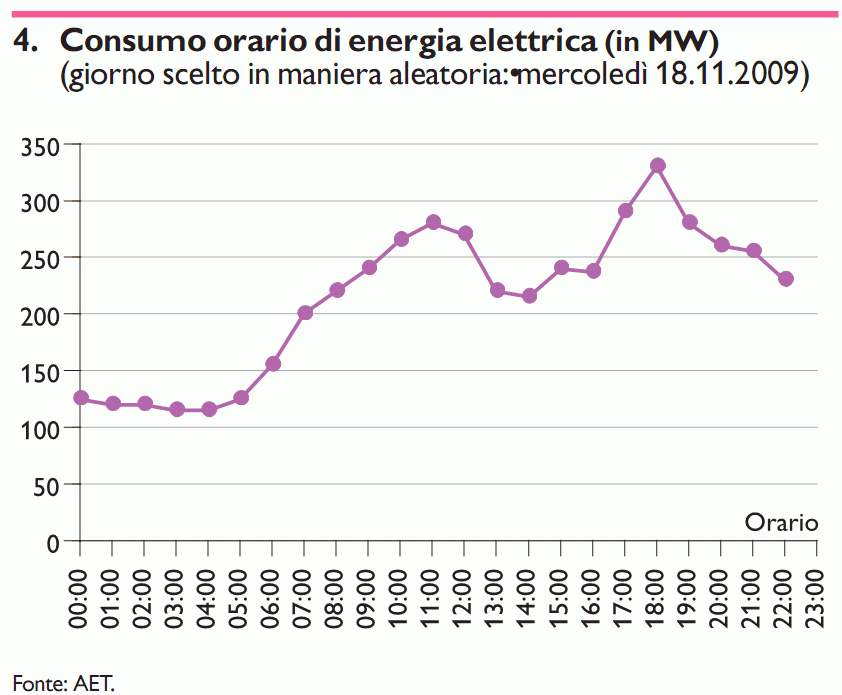 4. Consumo orario di energia elettrica (in MW)
(giorno scelto in maniera aleatoria:•mercoledì 18.11.2009)
350
300
250
200
150
100
50
0
Orario
00:00 01:00 02:00 03:00 04:00 05:00 06:00 07:00 08:00 09:00 10:00 11:00 12:00 13:00 14:00 15:00 16:00 17:00 18:00 19:00 20:00 21:00 22:00 23:00
Fonte: AET.